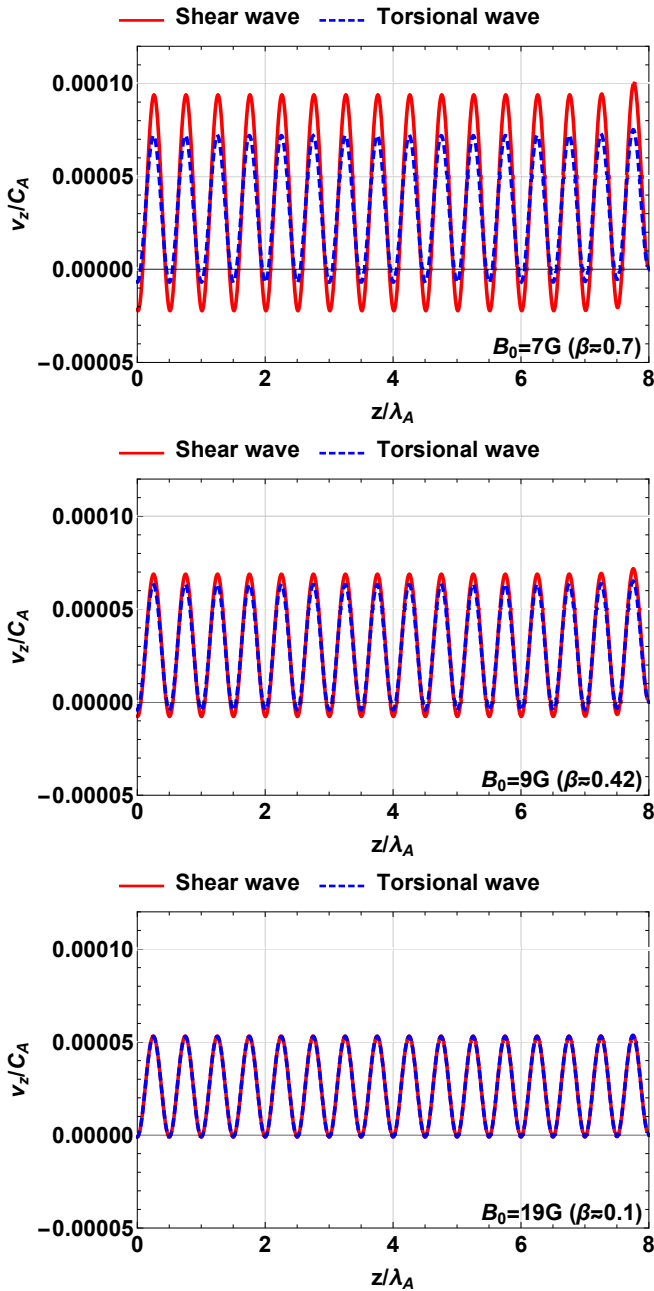 Shear wave Torsional wave
0.00010
0.00005
0.00000
−0.00005
v_z/C_A
B_0=7G (β≈0.7)
0 2 4 6 8
z/λ_A
Shear wave Torsional wave
0.00010
0.00005
0.00000
−0.00005
v_z/C_A
B_0=9G (β≈0.42)
0 2 4 6 8
z/λ_A
Shear wave Torsional wave
0.00010
0.00005
0.00000
−0.00005
v_z/C_A
B_0=19G (β≈0.1)
0 2 4 6 8
z/λ_A